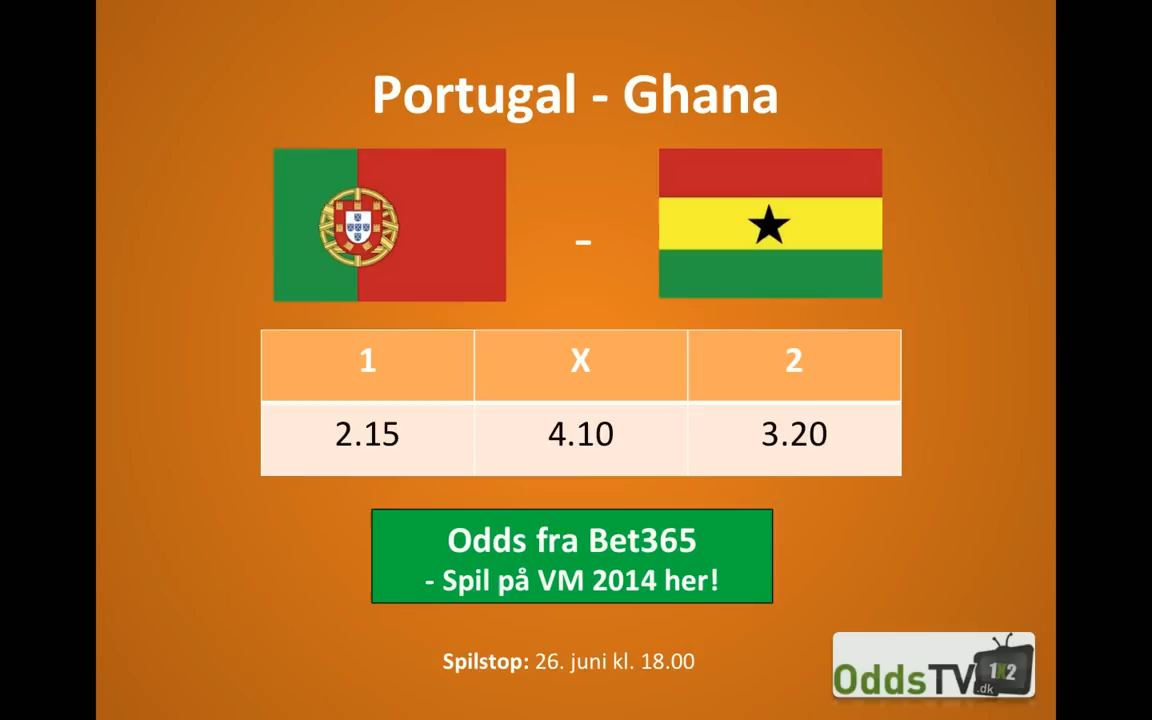 Portugal - Ghana
-
1 X 2
2.15 4.10 3.20
Odds fra Bet365
- Spil på VM 2014 her!
Spilstop: 26. juni kl. 18.00
OddsTV 1X2
.dk